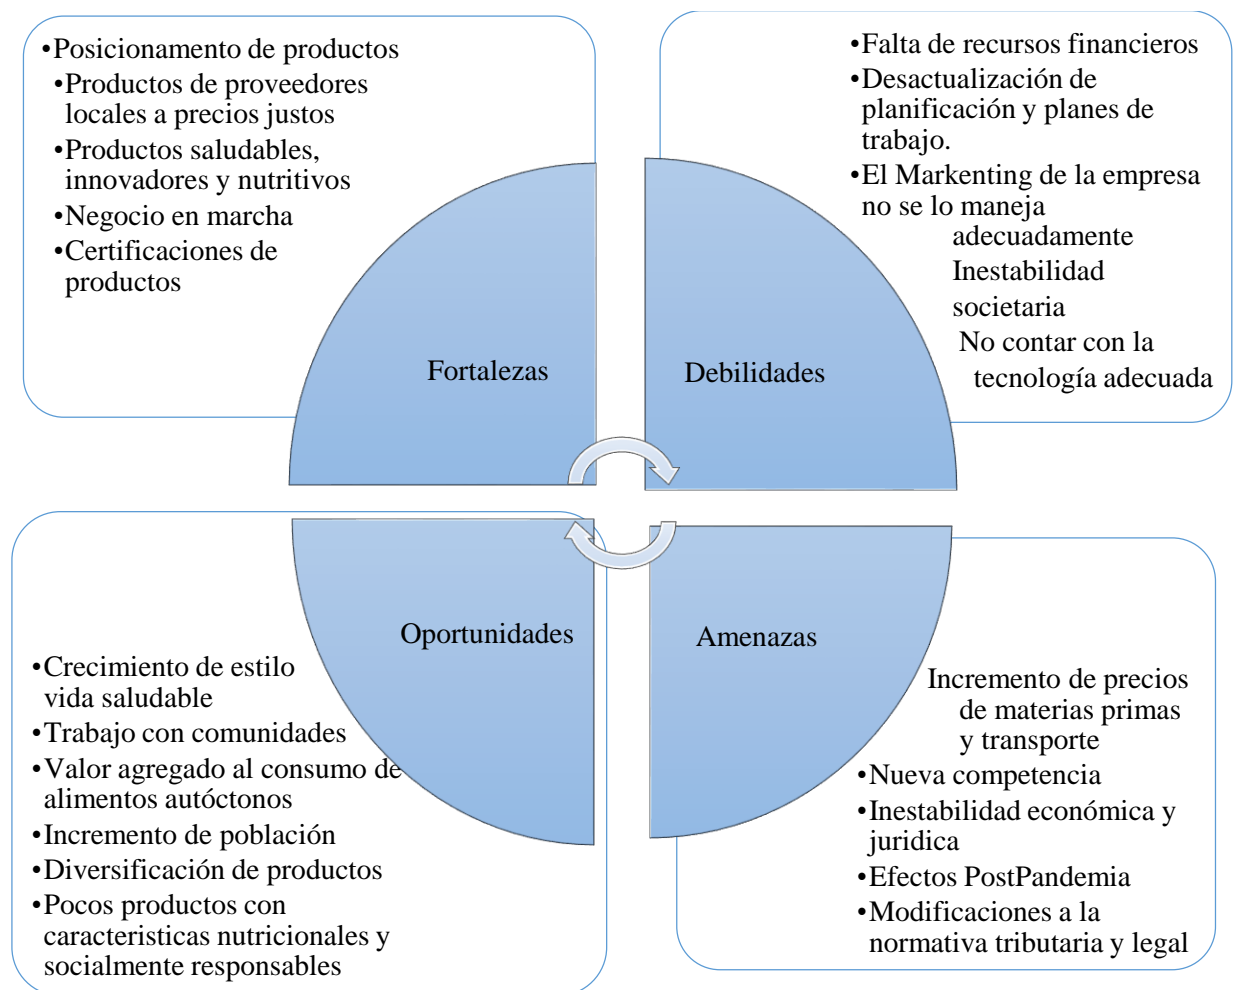 •Posicionamento de productos
•Productos de proveedores
locales a precios justos
•Productos saludables,
innovadores y nutritivos
•Negocio en marcha
•Certificaciones de
productos
Fortalezas
•Falta de recursos financieros
•Desactualización de
planificación y planes de
trabajo.
•El Markenting de la empresa
no se lo maneja
adecuadamente
Inestabilidad
societaria
No contar con la
tecnología adecuada
Debilidades
Oportunidades
•Crecimiento de estilo
vida saludable
•Trabajo con comunidades
•Valor agregado al consumo de
alimentos autóctonos
•Incremento de población
•Diversificación de productos
•Pocos productos con
caracteristicas nutricionales y
socialmente responsables
Amenazas
Incremento de precios
de materias primas
y transporte
•Nueva competencia
•Inestabilidad económica y
juridica
•Efectos PostPandemia
•Modificaciones a la
normativa tributaria y legal